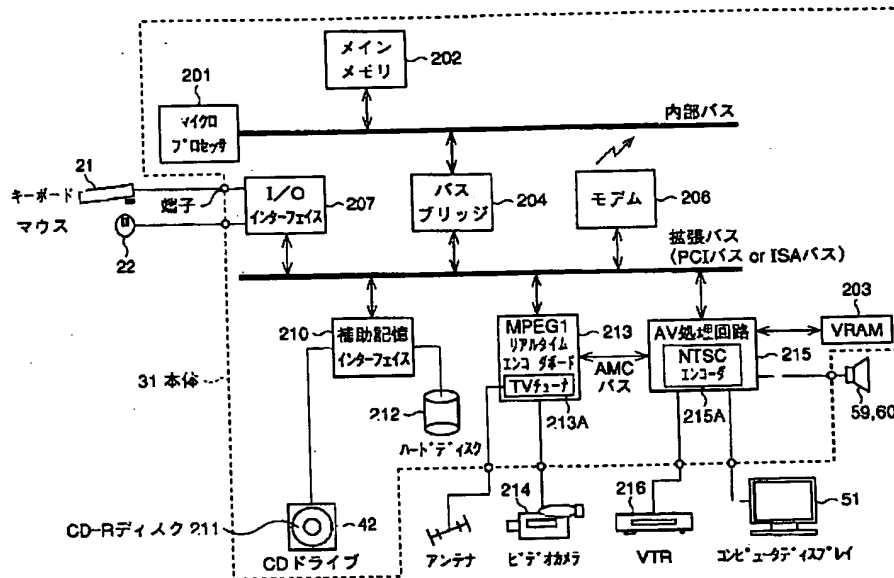 メイン
メモリ
202
201
マイクロ
プロセッサ
内部バス
21
キーボード
端子
I/O
インターフェイス
207
バス
ブリッジ
204
モデム
206
マウス
22
拡張バス
(PCIバス or ISAバス)
210
補助記憶
インターフェイス
MPEG1
リアルタイム
エンコーダボード
TVチューナ
213
213A
AMC
バス
AV処理回路
NTSC
エンコーダ
215
215A
203
VRAM
31 本体
212
ハードディスク
59,60
CD-Rディスク 211
42
CDドライブ
アンテナ
214
ビデオカメラ
216
VTR
51
コンピュータディスプレイ